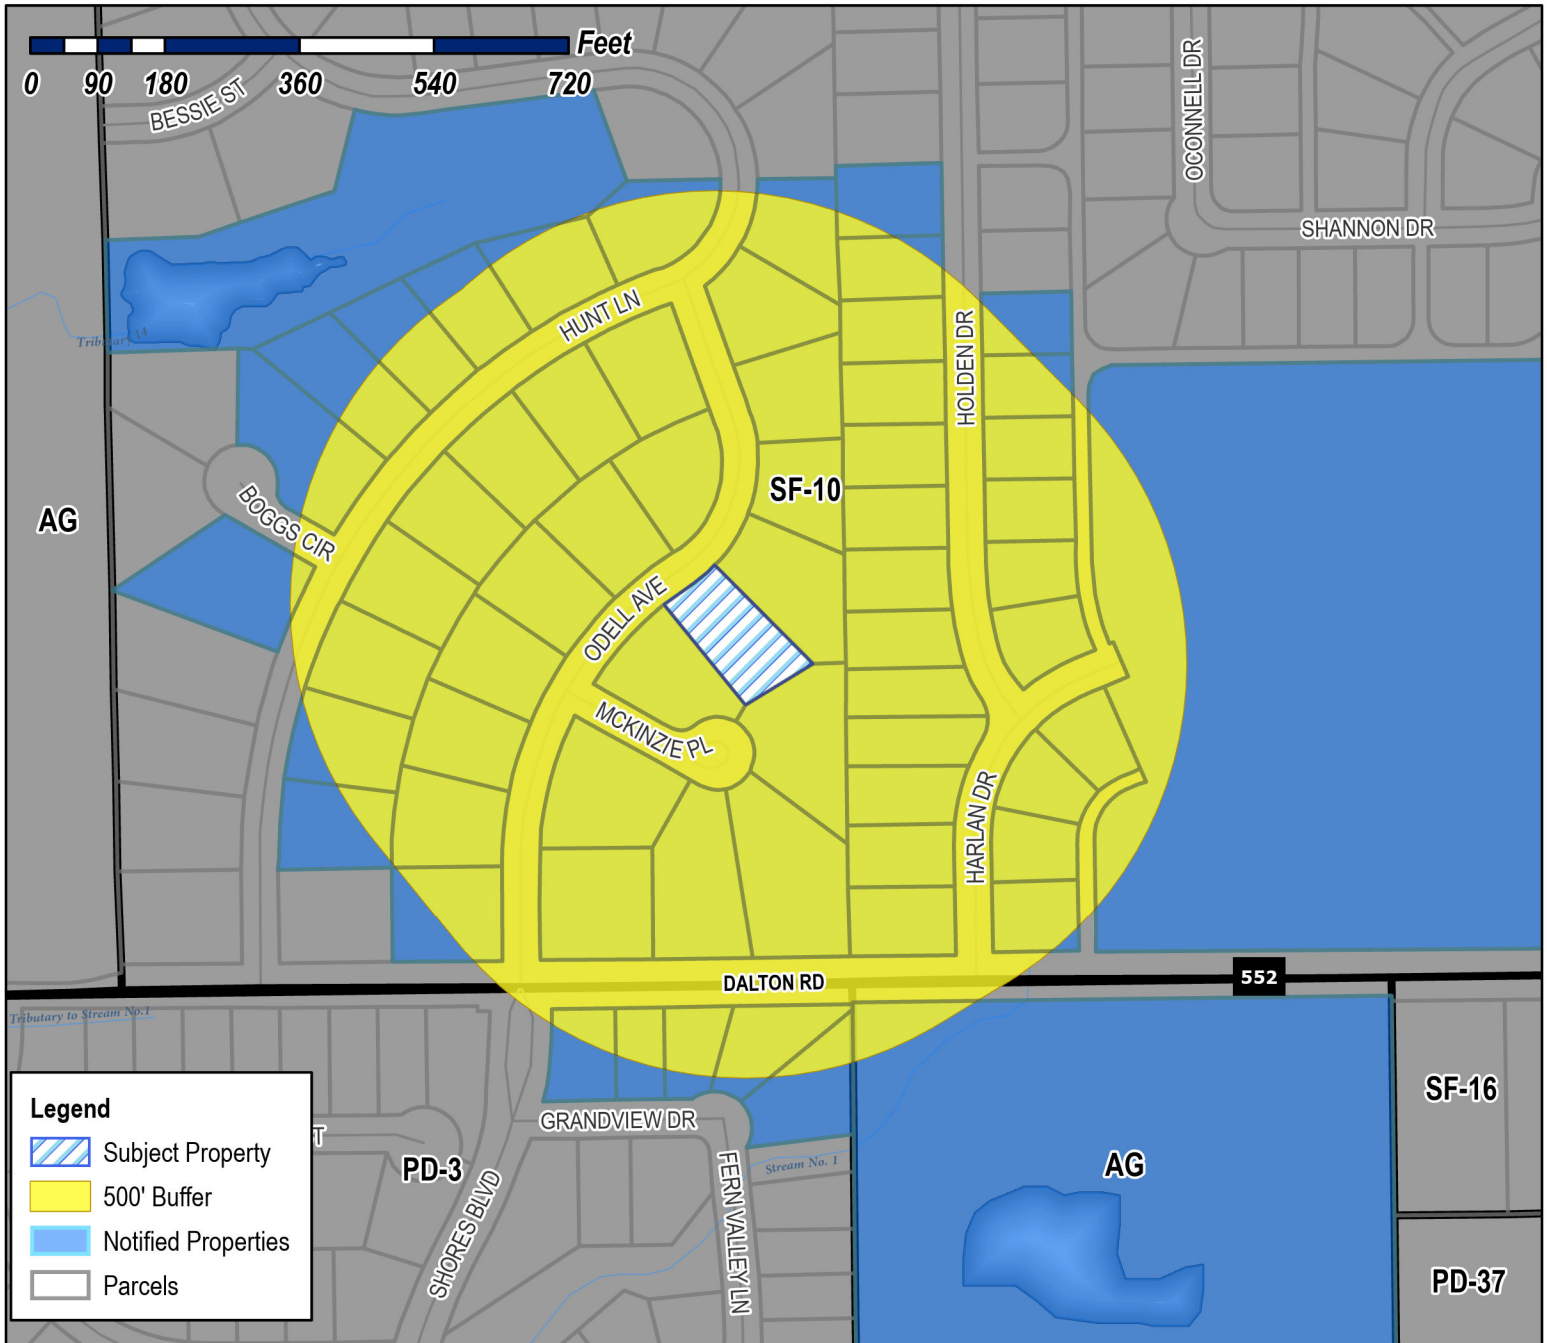 Feet
0 90 180 360 540 720
BESSIE ST
OCONNELL DR
SHANNON DR
HUNT LN
HOLDEN DR
Tributary 14
SF-10
AG
BOGGS CIR
ODELL AVE
MCKINZIE PL
HARLAN DR
DALTON RD
552
Tributary to Stream No.1
SF-16
GRANDVIEW DR
T
PD-3
Stream No. 1
AG
SHORES BLVD
FERN VALLEY LN
PD-37
Legend
Subject Property
500' Buffer
Notified Properties
Parcels